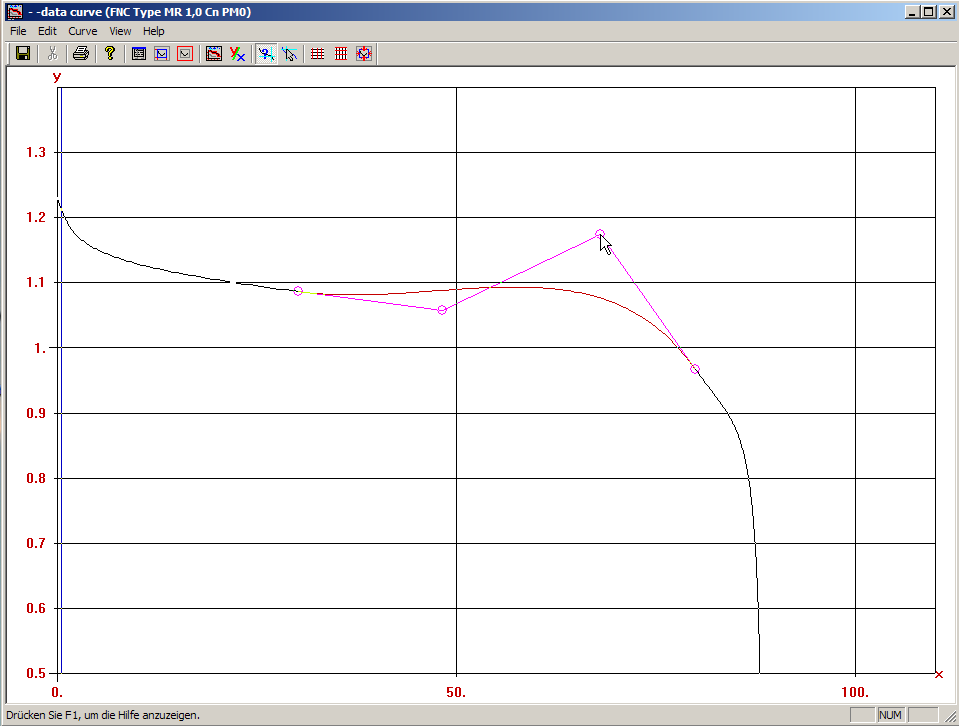 - -data curve (FNC Type MR 1,0 Cn PM0)
File Edit Curve View Help
y
1.3
1.2
1.1
1.
0.9
0.8
0.7
0.6
0.5
0. 50. 100.
x
Drücken Sie F1, um die Hilfe anzuzeigen.
NUM